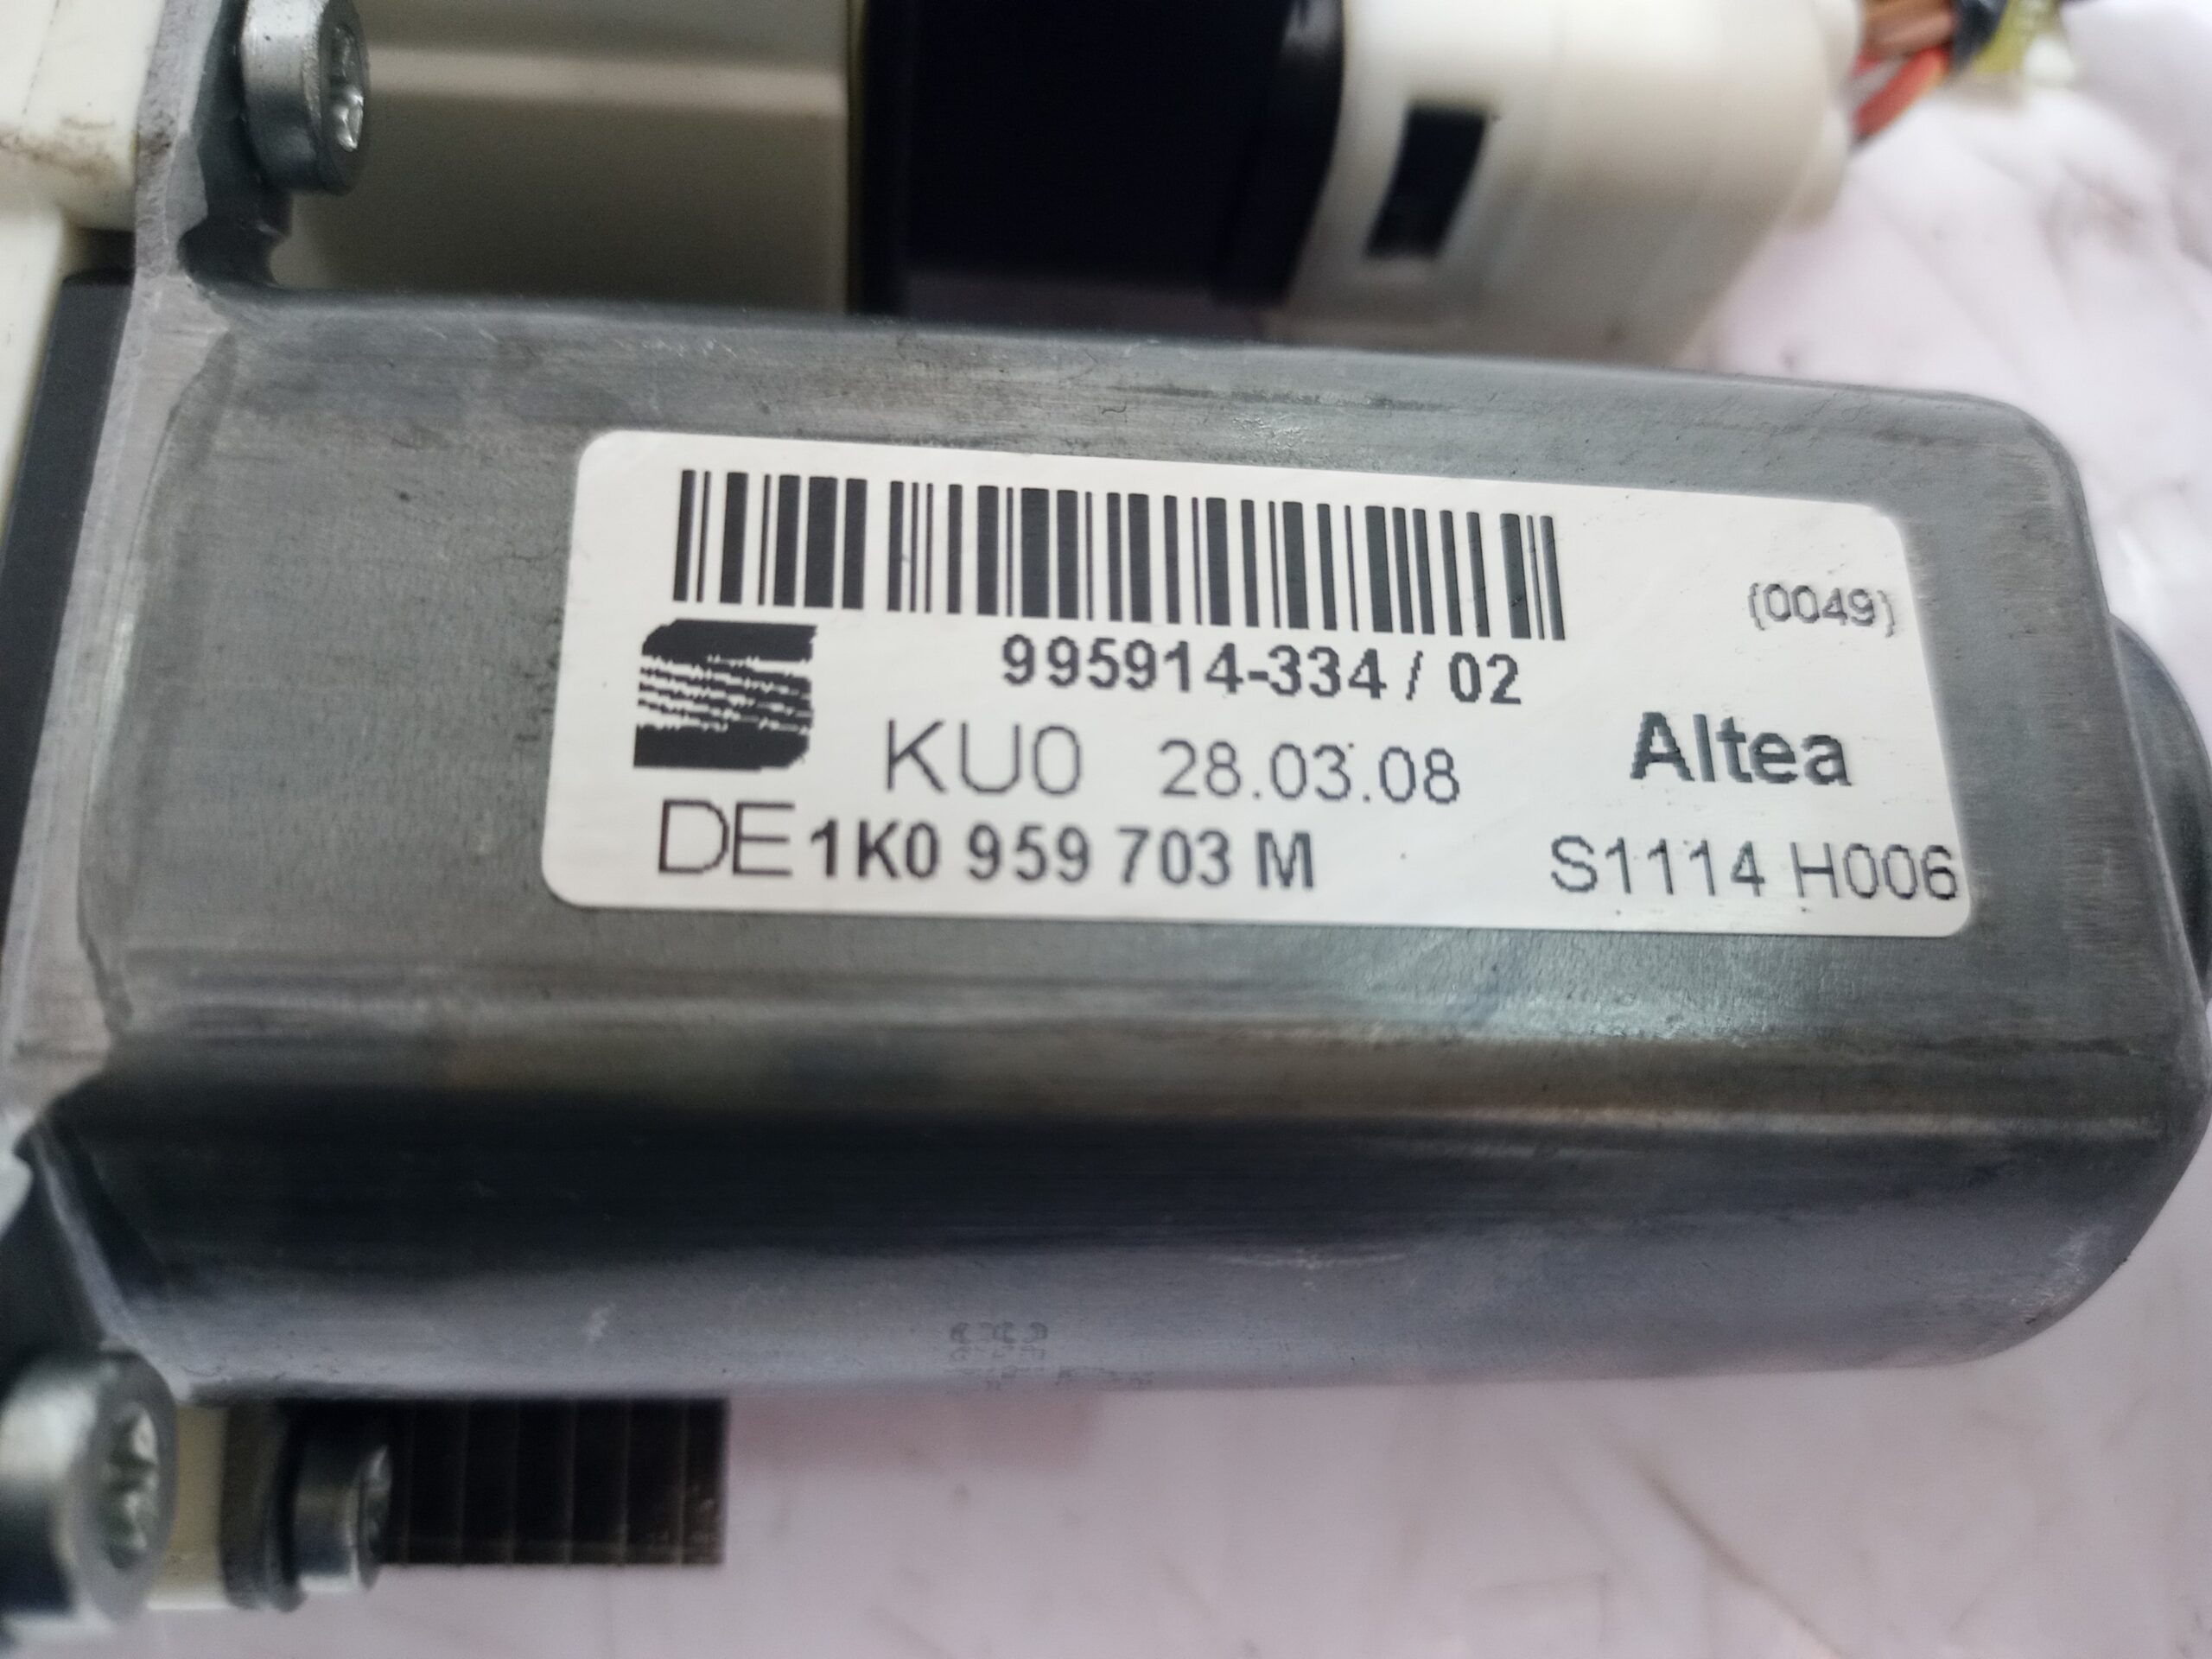 (0049)
995914-334 / 02
KU0 28.03.08 Altea
DE 1K0 959 703 M S1114 H006